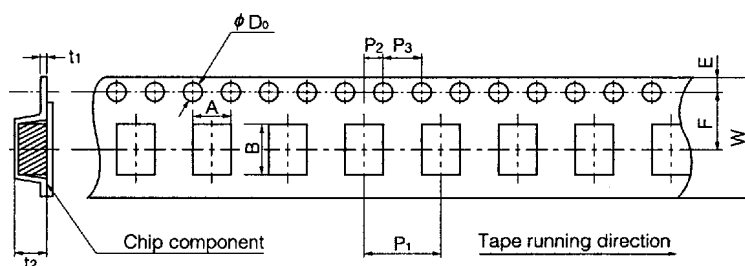 φD₀
t₁
P₂
P₃
E
A
B
F
W
Chip component
P₁
Tape running direction
t₂